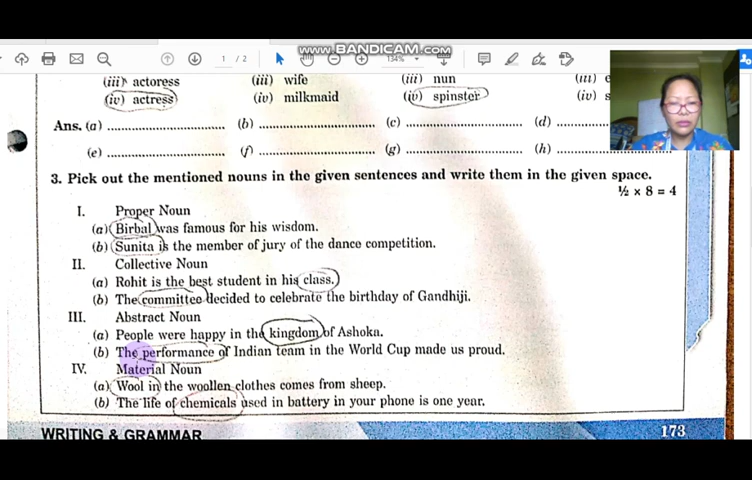 www.BANDICAM.com
1 / 2
134%
(iii) actoress (iii) wife (iii) nun (iii)
(iv) actress (iv) milkmaid (iv) spinster (iv) s
Ans. (a) .................................. (b) .................................. (c) .................................. (d) ..................................
(e) .................................. (f) .................................. (g) .................................. (h) ..................................
3. Pick out the mentioned nouns in the given sentences and write them in the given space.
½ × 8 = 4
I. Proper Noun
(a) Birbal was famous for his wisdom.
(b) Sunita is the member of jury of the dance competition.
II. Collective Noun
(a) Rohit is the best student in his class.
(b) The committee decided to celebrate the birthday of Gandhiji.
III. Abstract Noun
(a) People were happy in the kingdom of Ashoka.
(b) The performance of Indian team in the World Cup made us proud.
IV. Material Noun
(a) Wool in the woollen clothes comes from sheep.
(b) The life of chemicals used in battery in your phone is one year.
WRITING & GRAMMAR 173